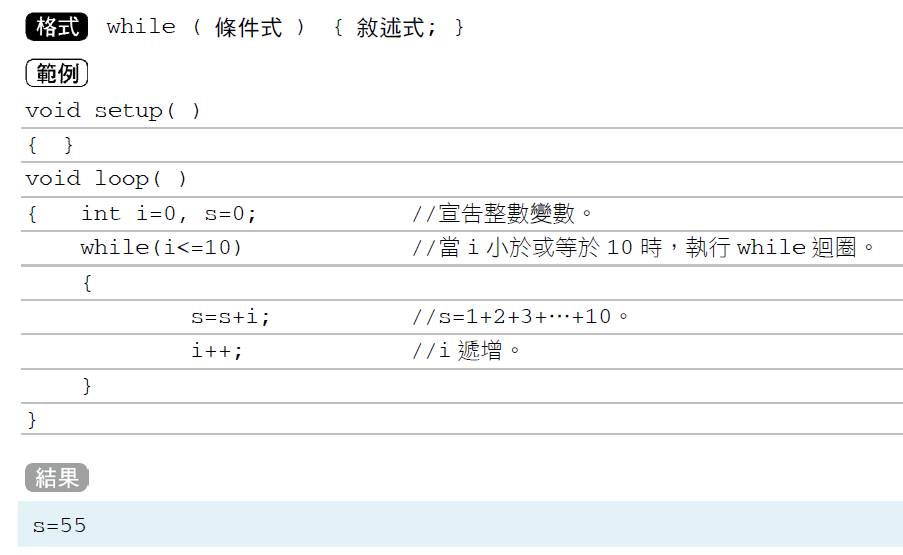 格式 while ( 條件式 ) { 敘述式; }
範例
void setup( )
{ }
void loop( )
{ int i=0, s=0; //宣告整數變數。
while(i<=10) //當 i 小於或等於 10 時，執行 while 迴圈。
{
s=s+i; //s=1+2+3+…+10。
i++; //i 遞增。
}
}
結果
s=55